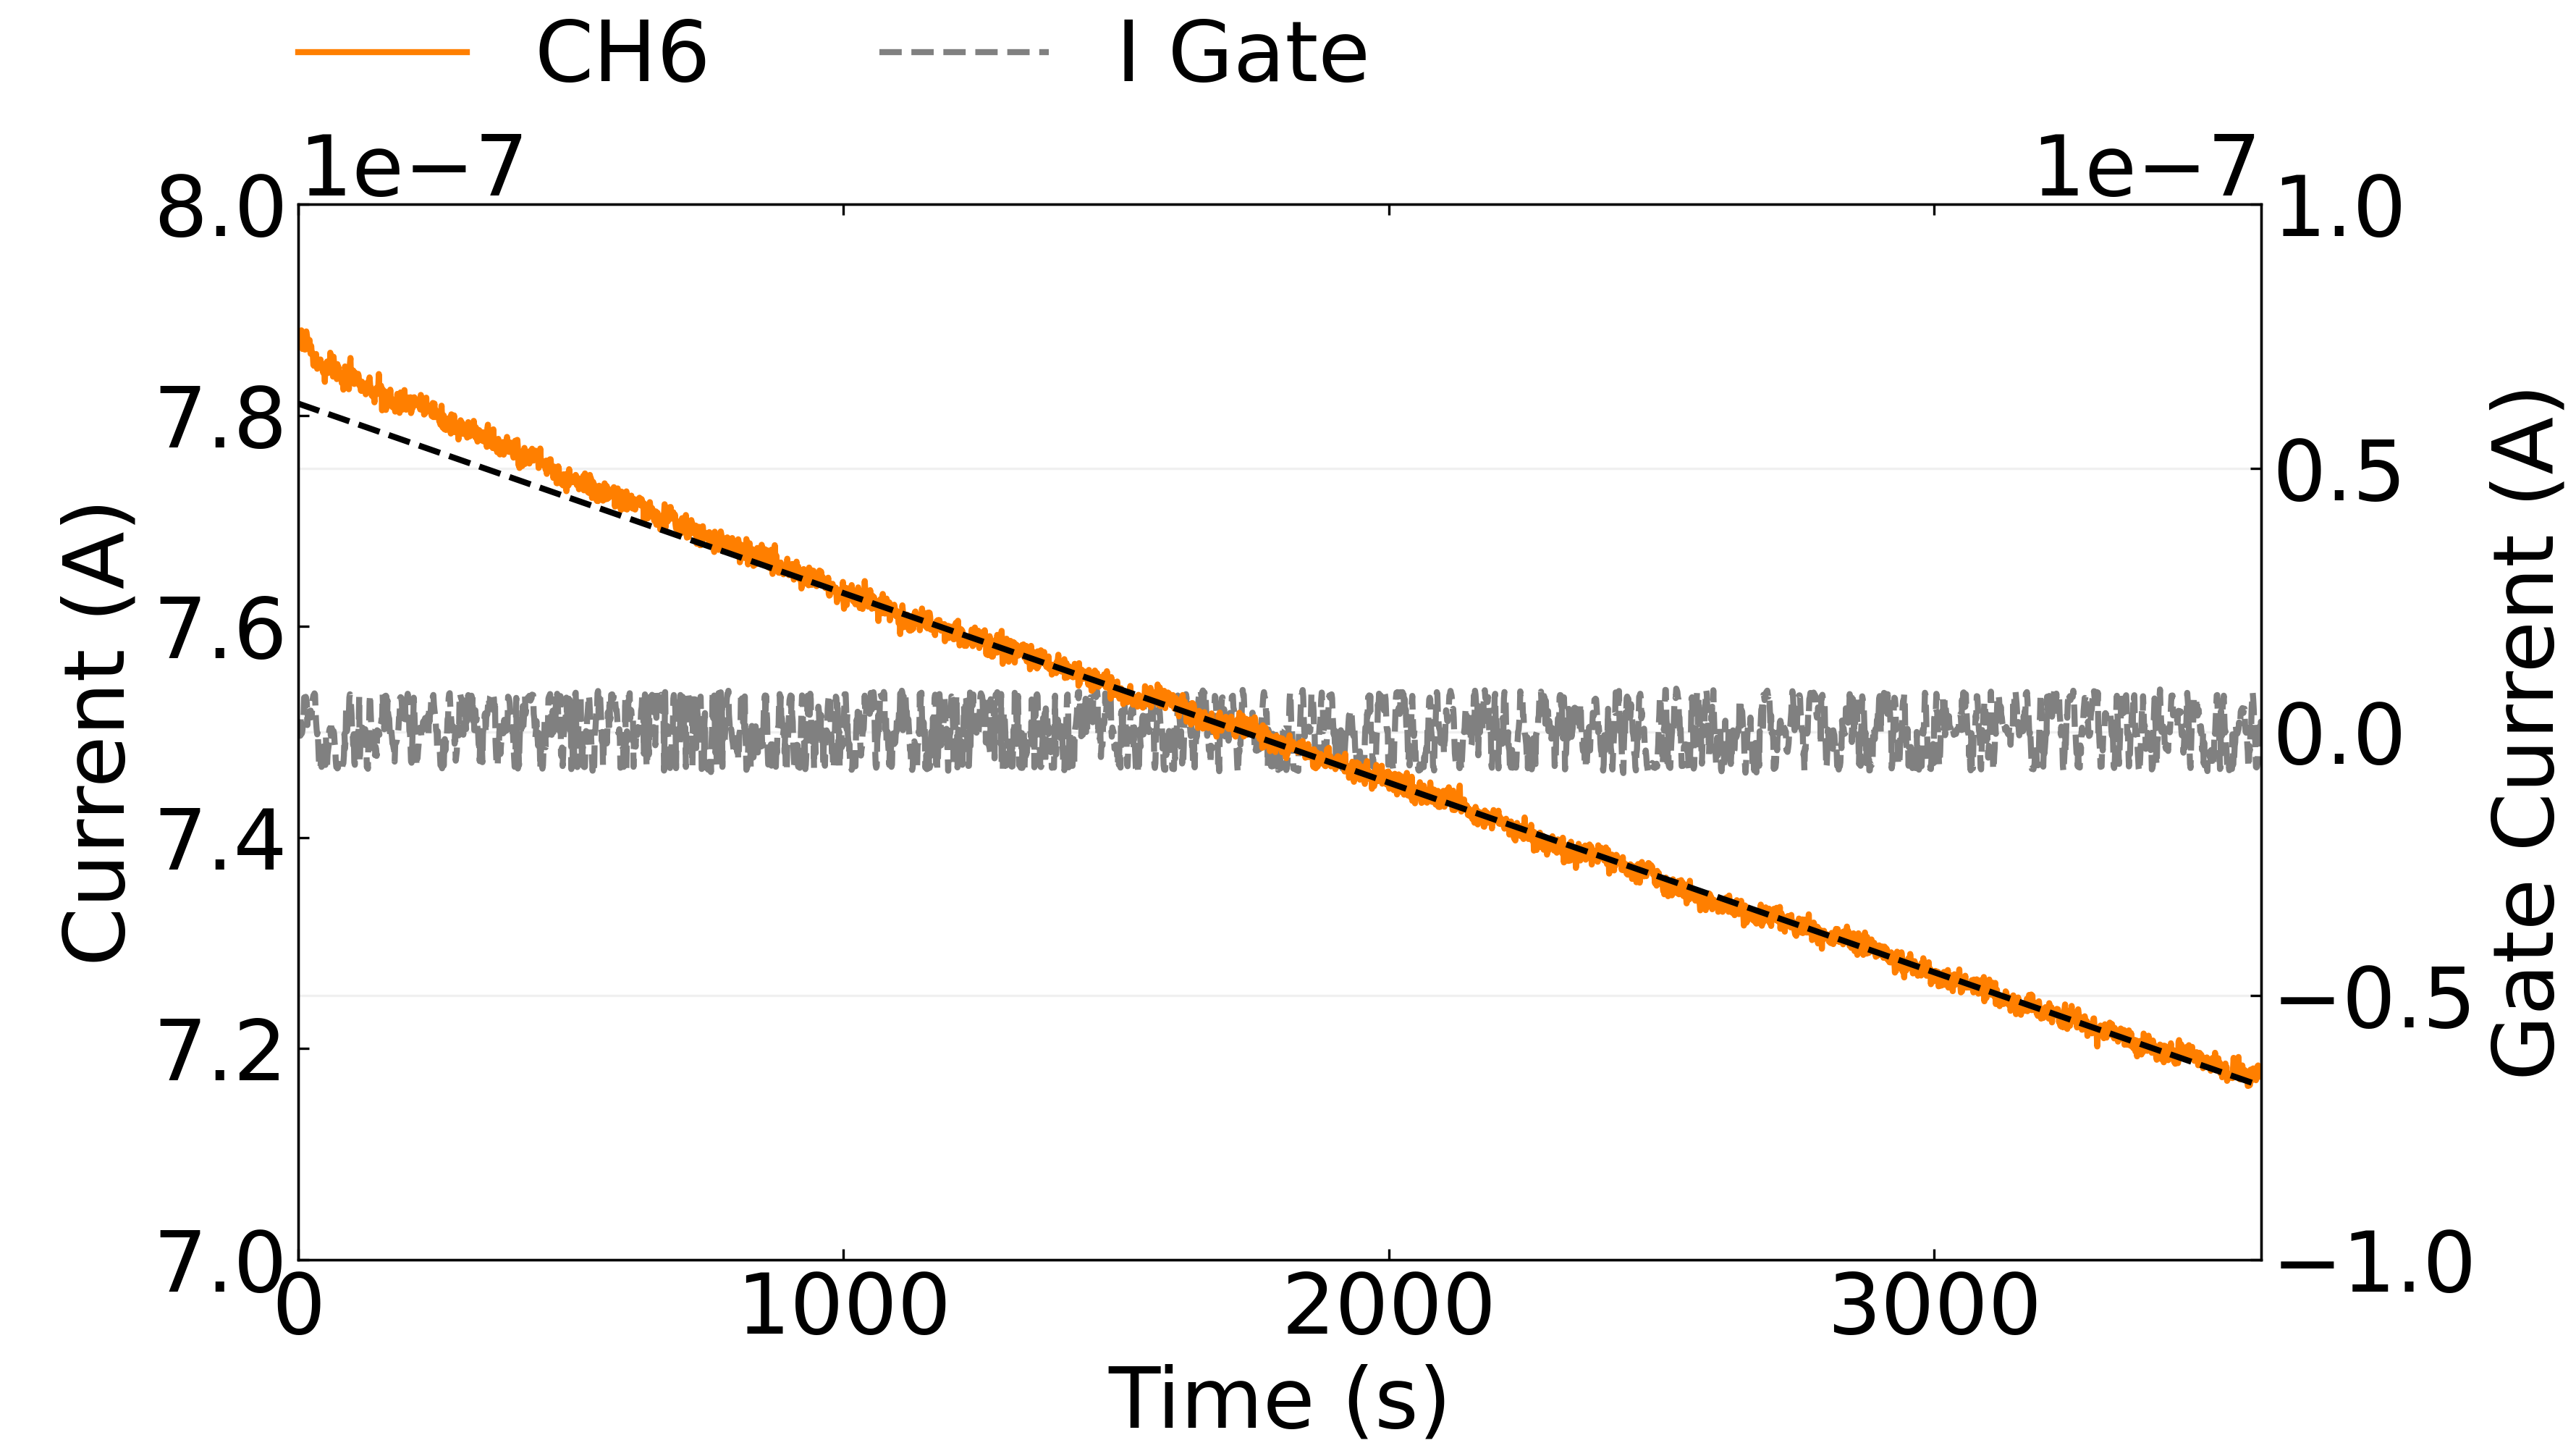 CH6 I Gate
1e−7 1e−7
8.0 1.0
7.8
0.5
7.6
0.0
7.4
−0.5
7.2
7.0 −1.0
0 1000 2000 3000
Time (s)
Current (A)
Gate Current (A)